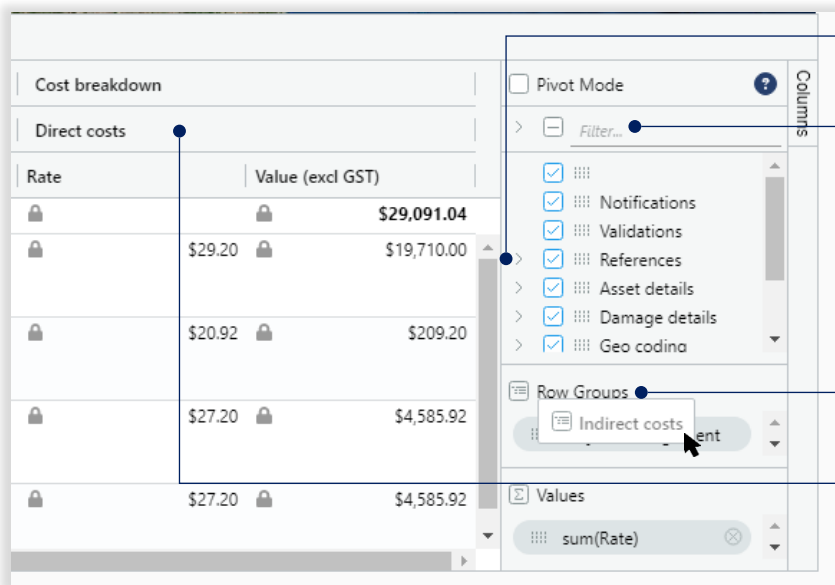 Cost breakdown
Direct costs
Rate
Value (excl GST)
$29,091.04
$29.20
$19,710.00
$20.92
$209.20
$27.20
$4,585.92
$27.20
$4,585.92
Pivot Mode
?
Columns
Filter...
Notifications
Validations
References
Asset details
Damage details
Geo coding
Row Groups
Indirect costs
Σ Values
sum(Rate)